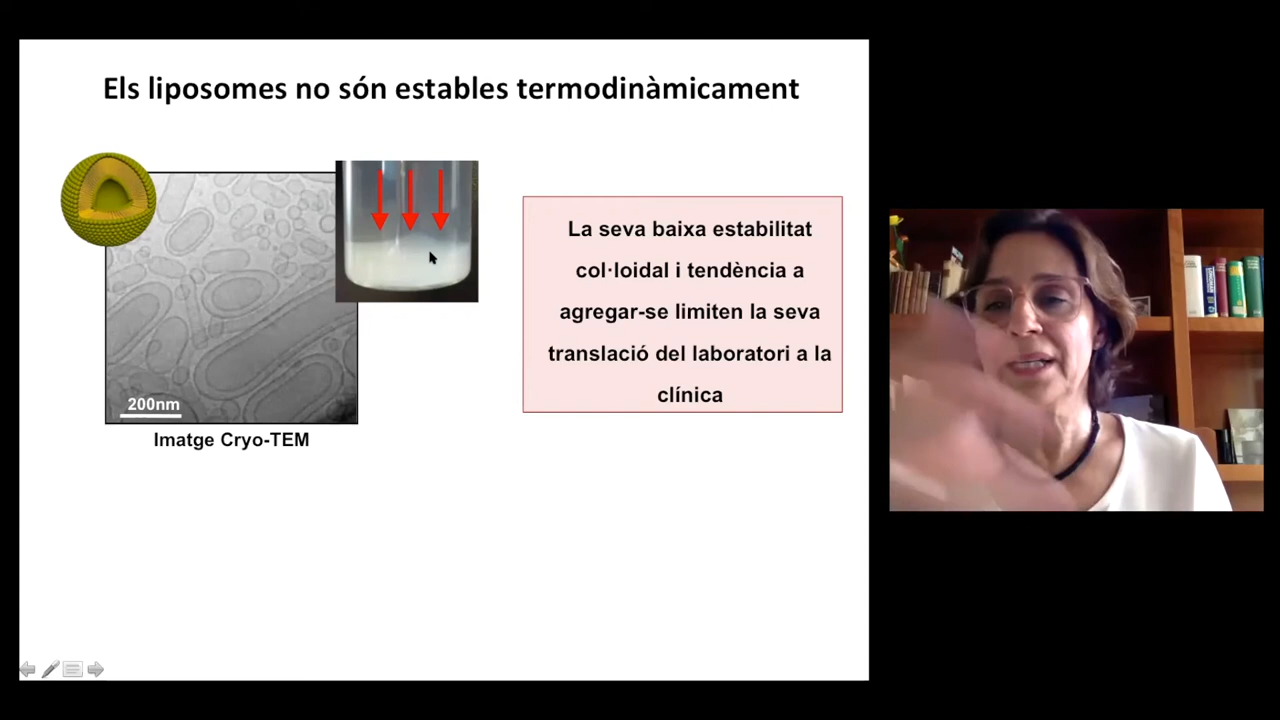 Els liposomes no són estables termodinàmicament
La seva baixa estabilitat
col·loidal i tendència a
agregar-se limiten la seva
translació del laboratori a la
clínica
200nm
Imatge Cryo-TEM